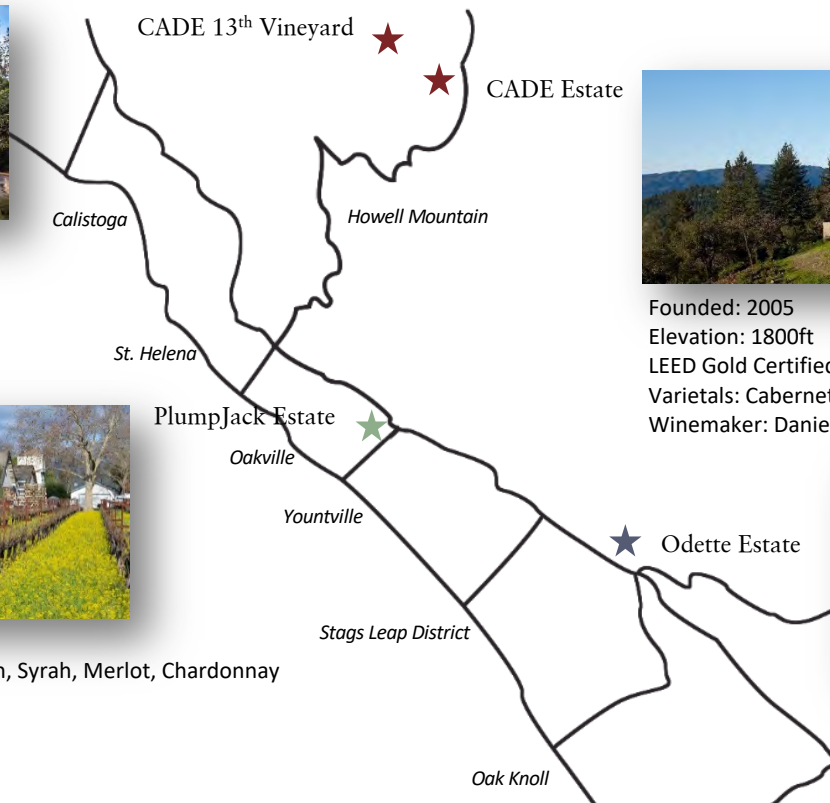 CADE 13th Vineyard
CADE Estate
Calistoga
Howell Mountain
Founded: 2005
Elevation: 1800ft
LEED Gold Certified
Varietals: Cabernet
Winemaker: Danie
St. Helena
PlumpJack Estate
Oakville
Yountville
Odette Estate
Stags Leap District
n, Syrah, Merlot, Chardonnay
Oak Knoll